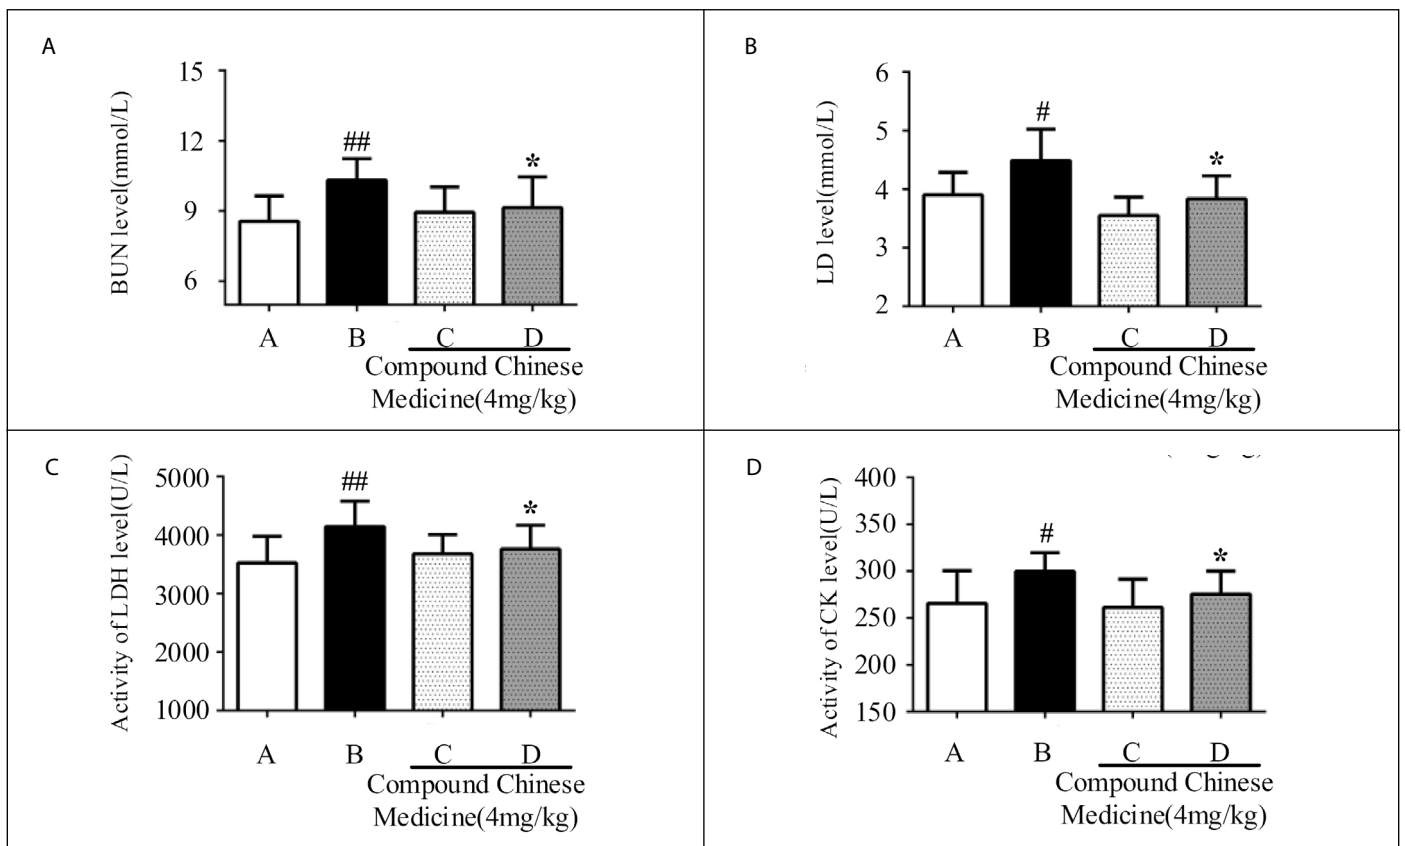 A
BUN level(mmol/L)
15
12
9
6
##
*
A B C D
Compound Chinese
Medicine(4mg/kg)
B
LD level(mmol/L)
6
5
4
3
2
#
*
A B C D
Compound Chinese
Medicine(4mg/kg)
C
Activity of LDH level(U/L)
5000
4000
3000
2000
1000
##
*
A B C D
Compound Chinese
Medicine(4mg/kg)
D
Activity of CK level(U/L)
400
350
300
250
200
150
#
*
A B C D
Compound Chinese
Medicine(4mg/kg)